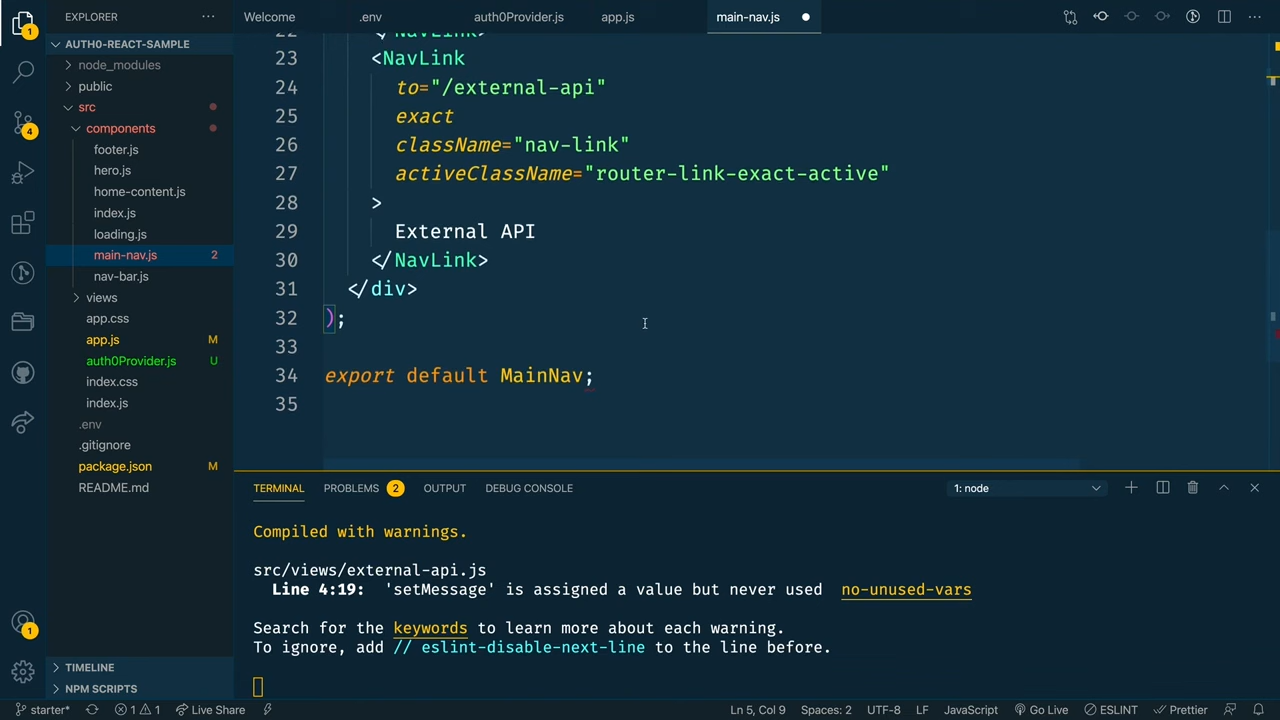 EXPLORER
Welcome
.env
auth0Provider.js
app.js
main-nav.js
AUTH0-REACT-SAMPLE
node_modules
public
src
components
footer.js
hero.js
home-content.js
index.js
loading.js
main-nav.js 2
nav-bar.js
views
app.css
app.js M
auth0Provider.js U
index.css
index.js
.env
.gitignore
package.json M
README.md
TIMELINE
NPM SCRIPTS
1
4
1
22 </NavLink>
23 <NavLink
24 to="/external-api"
25 exact
26 className="nav-link"
27 activeClassName="router-link-exact-active"
28 >
29 External API
30 </NavLink>
31 </div>
32 );
33
34 export default MainNav;
35
TERMINAL PROBLEMS 2 OUTPUT DEBUG CONSOLE 1: node
Compiled with warnings.
src/views/external-api.js
Line 4:19: 'setMessage' is assigned a value but never used no-unused-vars
Search for the keywords to learn more about each warning.
To ignore, add // eslint-disable-next-line to the line before.
starter* 1 1 Live Share Ln 5, Col 9 Spaces: 2 UTF-8 LF JavaScript Go Live ESLINT Prettier